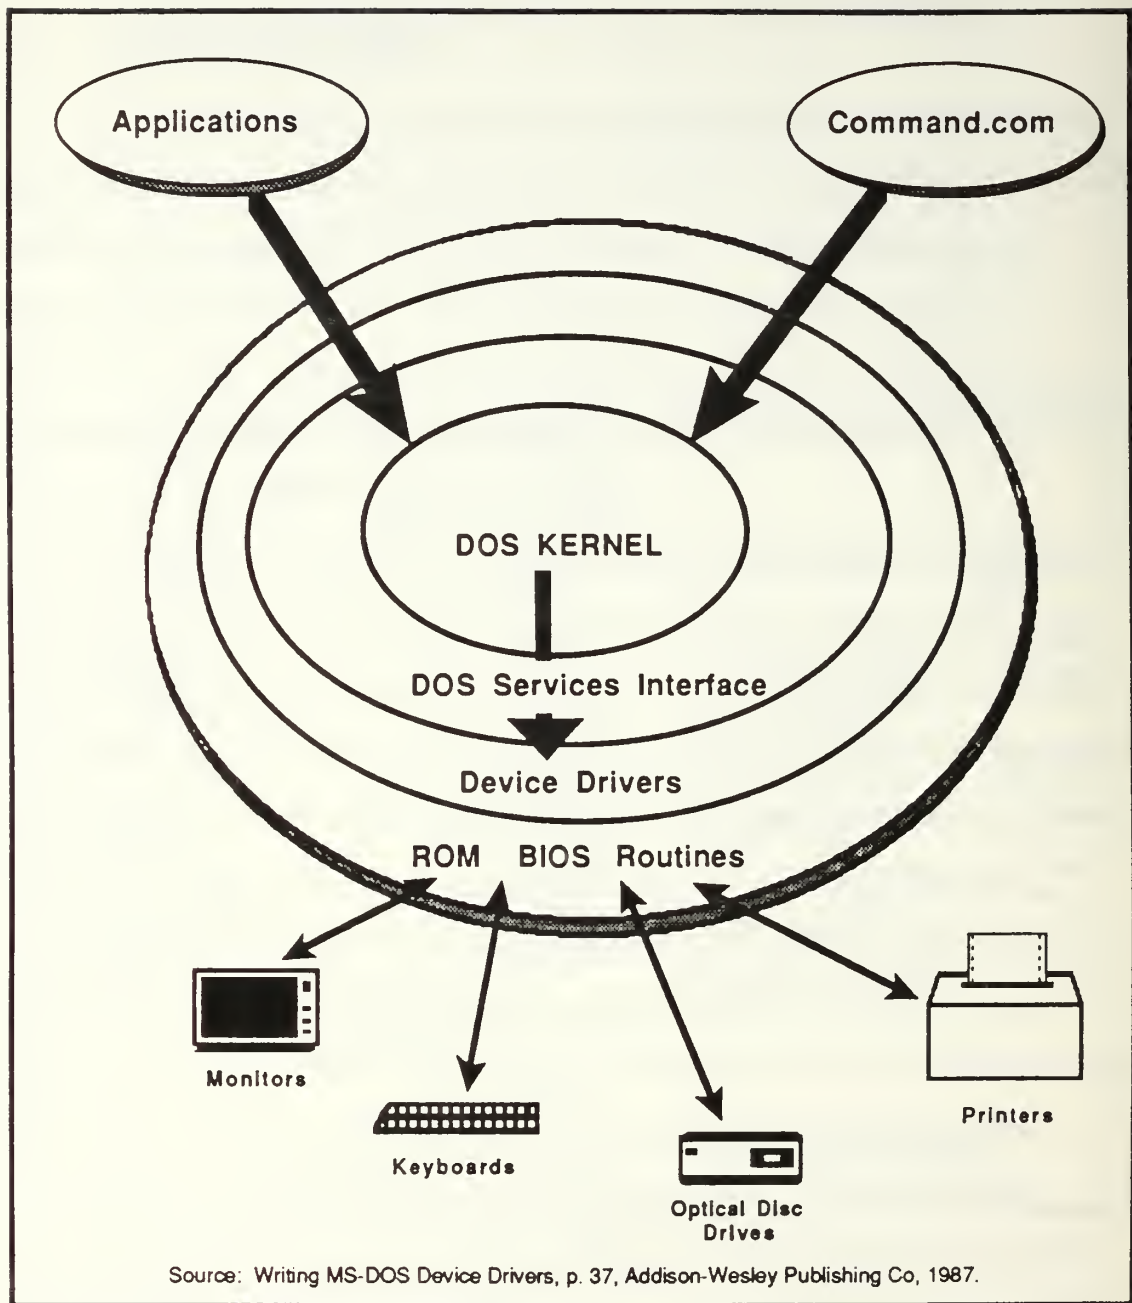 Applications
Command.com
DOS KERNEL
DOS Services Interface
Device Drivers
ROM BIOS Routines
Monitors
Keyboards
Optical Disc
Drives
Printers
Source: Writing MS-DOS Device Drivers, p. 37, Addison-Wesley Publishing Co, 1987.